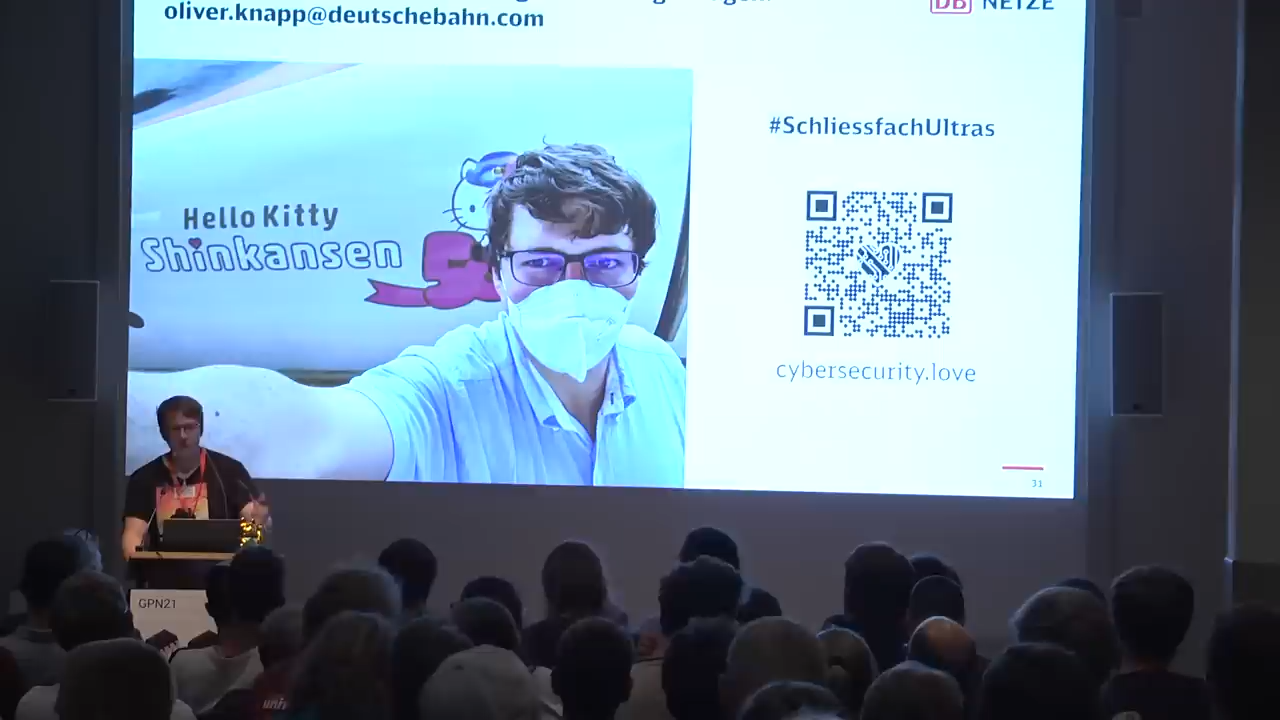 oliver.knapp@deutschebahn.com
DB NETZE
Hello Kitty
Shinkansen
#SchliessfachUltras
cybersecurity.love
31
GPN21